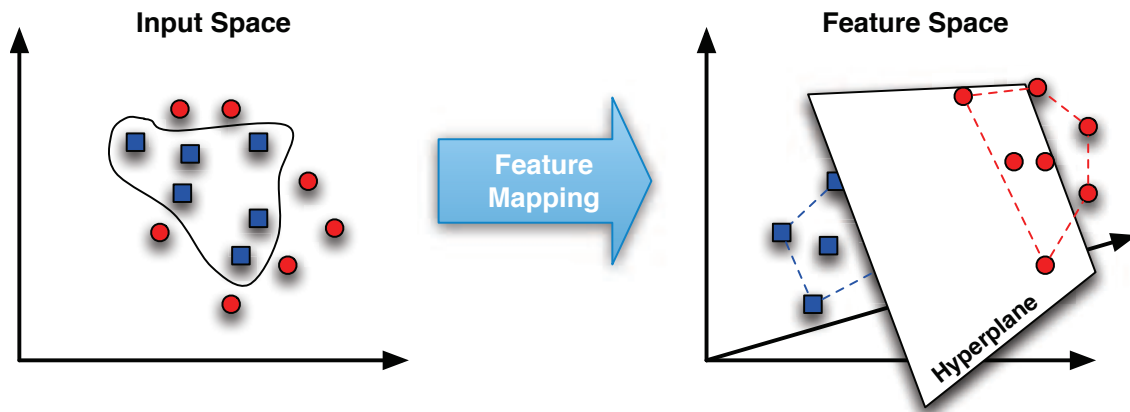 Input Space
Feature Space
Feature
Mapping
Hyperplane